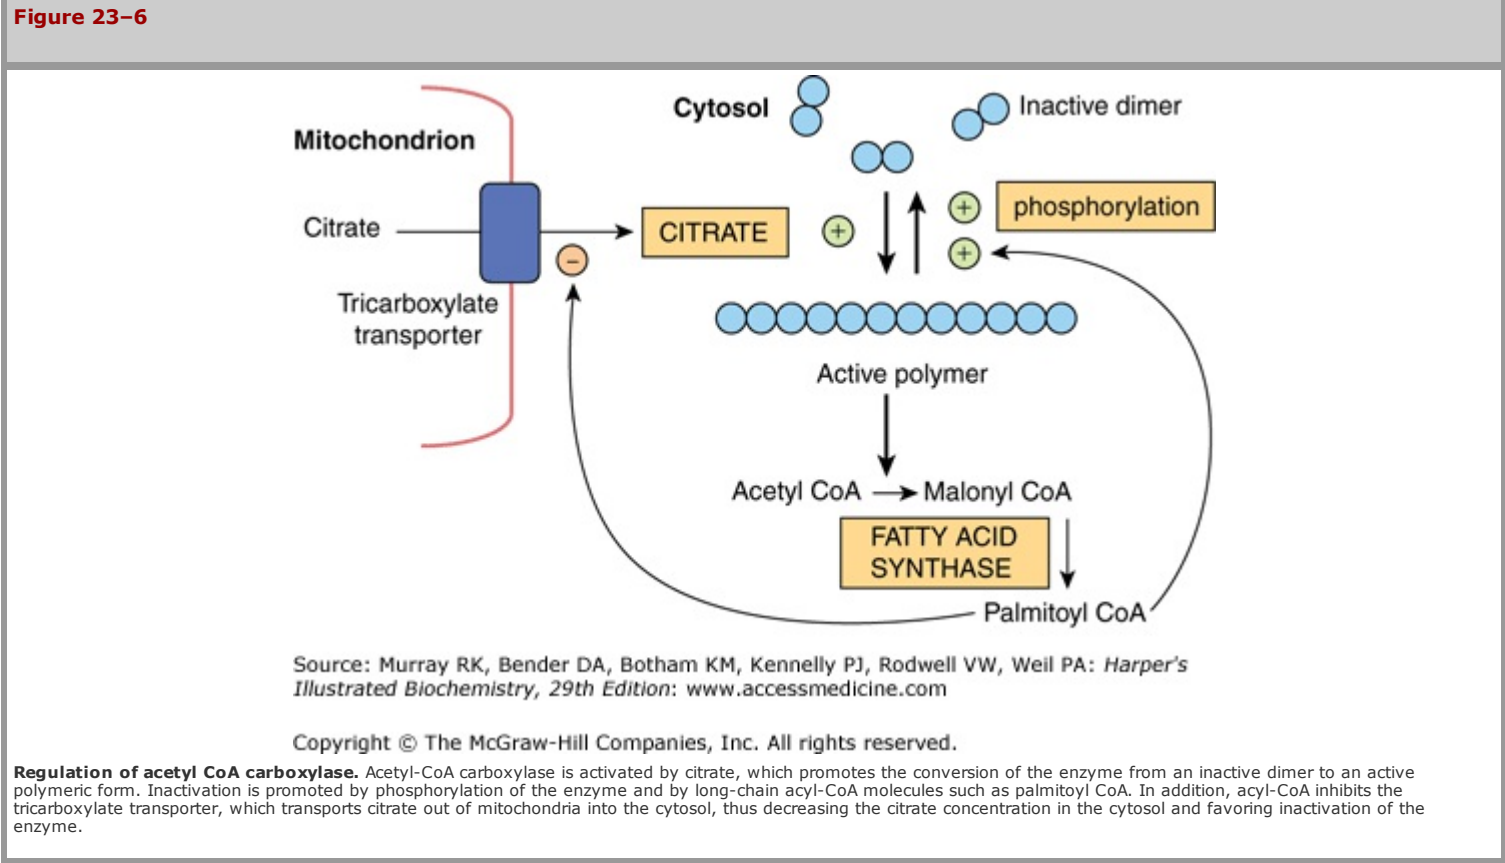 Figure 23–6
Cytosol
Inactive dimer
Mitochondrion
phosphorylation
+
Citrate
CITRATE
+
+
–
Tricarboxylate
transporter
Active polymer
Acetyl CoA
Malonyl CoA
FATTY ACID
SYNTHASE
Palmitoyl CoA
Source: Murray RK, Bender DA, Botham KM, Kennelly PJ, Rodwell VW, Weil PA: Harper's
Illustrated Biochemistry, 29th Edition: www.accessmedicine.com
Copyright © The McGraw-Hill Companies, Inc. All rights reserved.
Regulation of acetyl CoA carboxylase. Acetyl-CoA carboxylase is activated by citrate, which promotes the conversion of the enzyme from an inactive dimer to an active
polymeric form. Inactivation is promoted by phosphorylation of the enzyme and by long-chain acyl-CoA molecules such as palmitoyl CoA. In addition, acyl-CoA inhibits the
tricarboxylate transporter, which transports citrate out of mitochondria into the cytosol, thus decreasing the citrate concentration in the cytosol and favoring inactivation of the
enzyme.